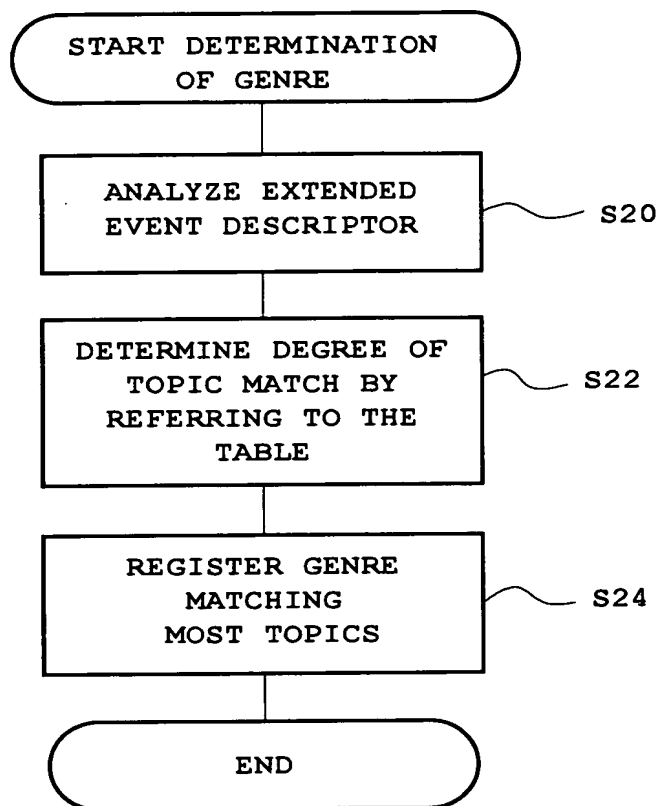 START DETERMINATION
OF GENRE
ANALYZE EXTENDED
EVENT DESCRIPTOR
S20
DETERMINE DEGREE OF
TOPIC MATCH BY
REFERRING TO THE
TABLE
S22
REGISTER GENRE
MATCHING
MOST TOPICS
S24
END